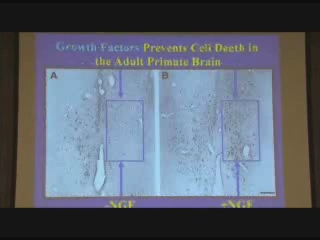 Growth Factors Prevents Cell Death in
the Adult Primate Brain
A
B
-NGF
+NGF